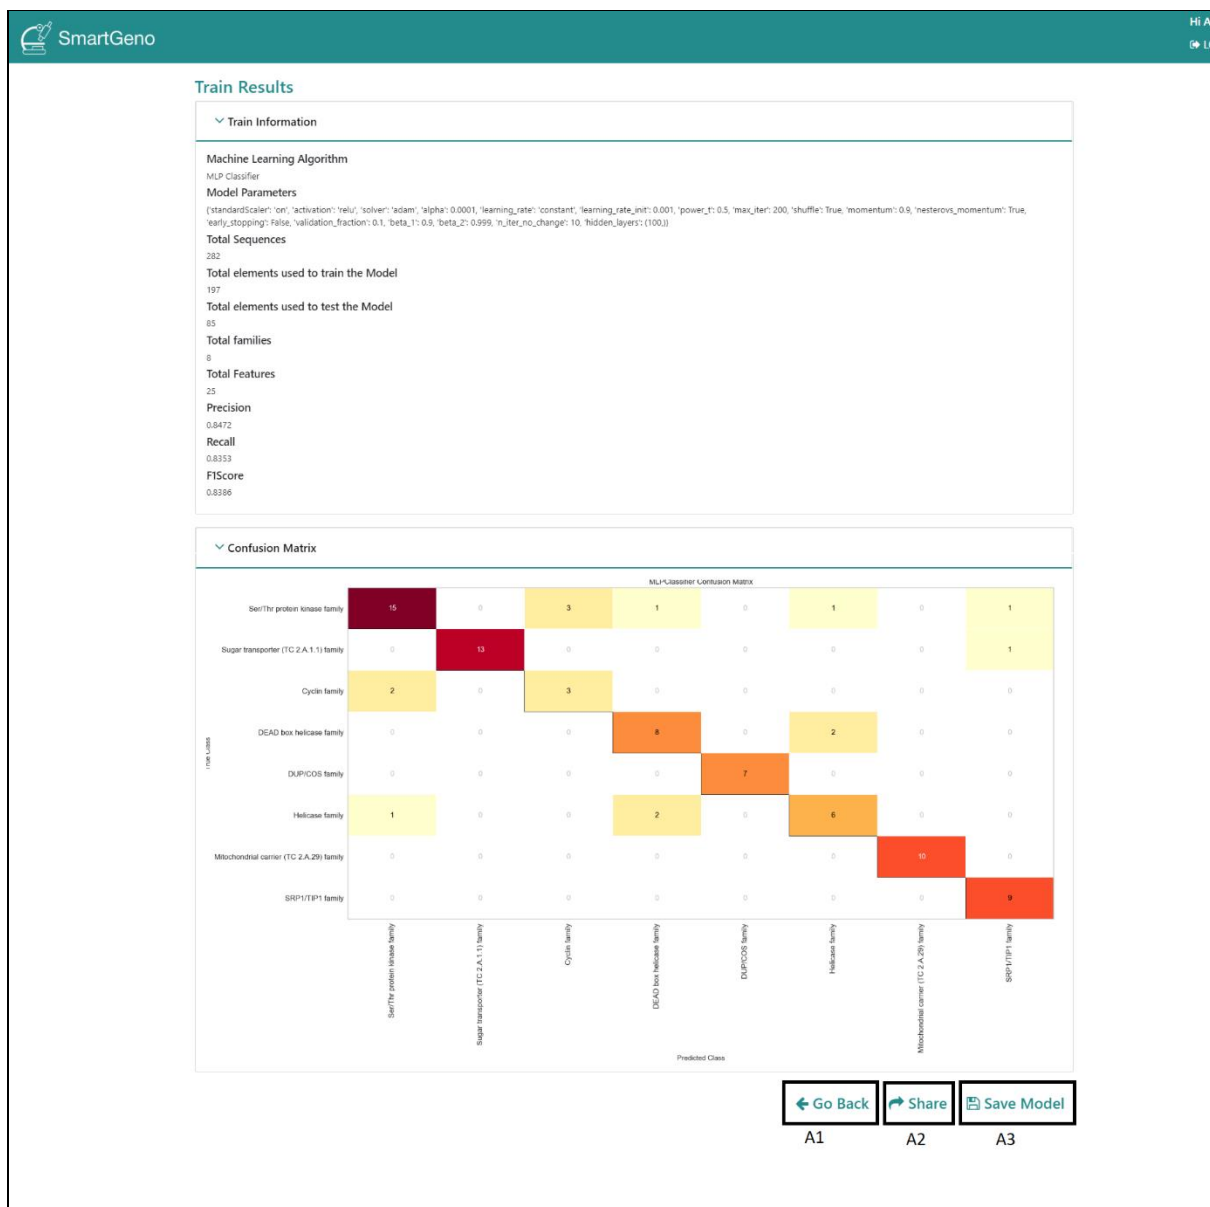 SmartGeno
Hi A
Train Results
Train Information
Machine Learning Algorithm
MLP Classifier
Model Parameters
{'standardScaler': 'on', 'activation': 'relu', 'solver': 'adam', 'alpha': 0.0001, 'learning_rate': 'constant', 'learning_rate_init': 0.001, 'power_t': 0.5, 'max_iter': 200, 'shuffle': True, 'momentum': 0.9, 'nesterovs_momentum': True,
'early_stopping': False, 'validation_fraction': 0.1, 'beta_1': 0.9, 'beta_2': 0.999, 'n_iter_no_change': 10, 'hidden_layers': (100,)}
Total Sequences
282
Total elements used to train the Model
197
Total elements used to test the Model
85
Total families
8
Total Features
25
Precision
0.8472
Recall
0.8353
F1Score
0.8386
Confusion Matrix
MLPClassifier Confusion Matrix
Ser/Thr protein kinase family 15 0 3 1 0 1 0 1
Sugar transporter (TC 2.A.1.1) family 0 13 0 0 0 0 0 1
Cyclin family 2 0 3 0 0 0 0 0
DEAD box helicase family 0 0 0 8 0 2 0 0
DUP/COS family 0 0 0 0 7 0 0 0
Helicase family 1 0 0 2 0 6 0 0
Mitochondrial carrier (TC 2.A.29) family 0 0 0 0 0 0 10 0
SRP1/TIP1 family 0 0 0 0 0 0 0 9
True Class
Ser/Thr protein kinase family
Sugar transporter (TC 2.A.1.1) family
Cyclin family
DEAD box helicase family
DUP/COS family
Helicase family
Mitochondrial carrier (TC 2.A.29) family
SRP1/TIP1 family
Predicted Class
Go Back Share Save Model
A1 A2 A3